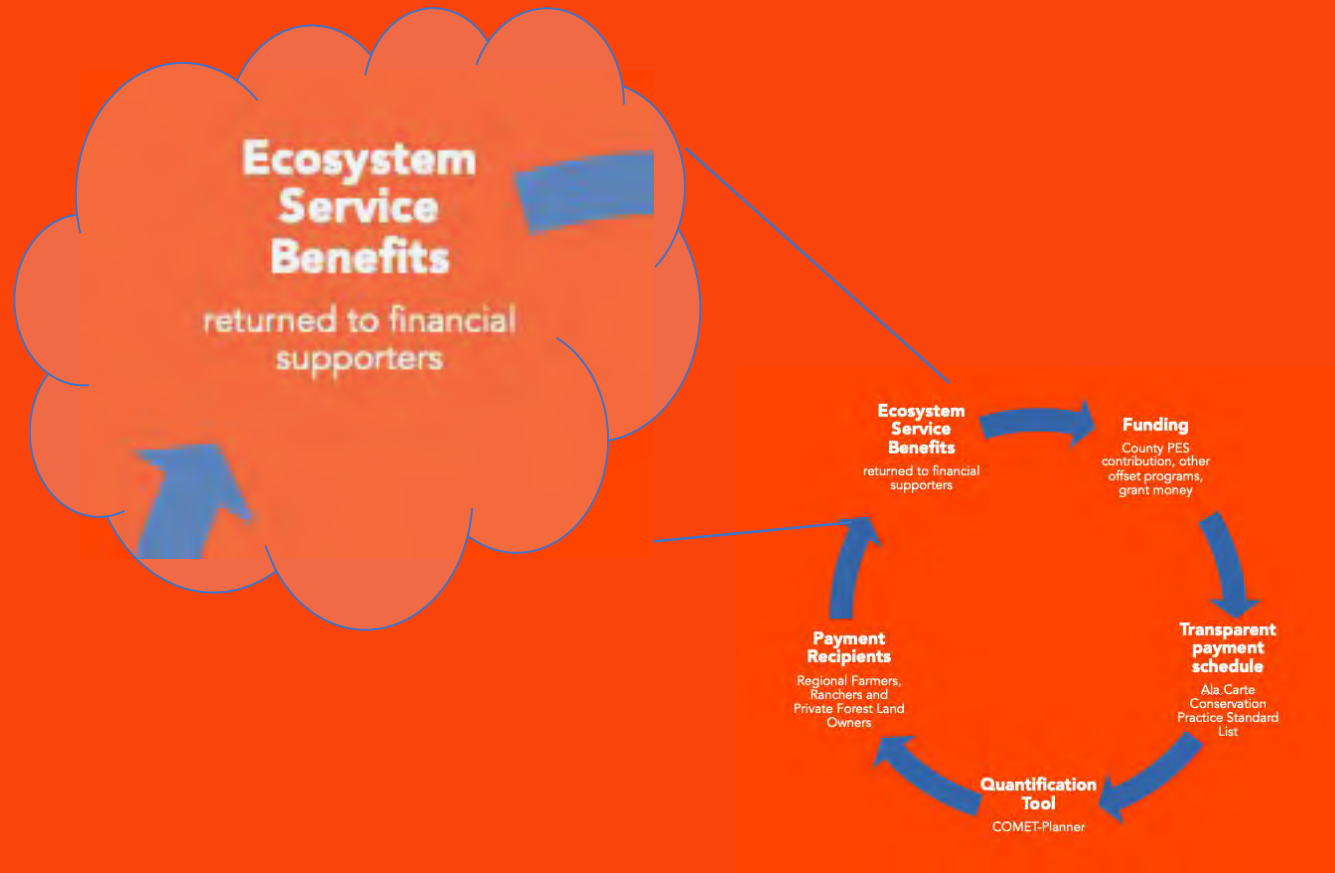 Ecosystem
Service
Benefits
returned to financial
supporters
Ecosystem
Service
Benefits
returned to financial
supporters
Funding
County PES
contribution, other
offset programs,
grant money
Transparent
payment
schedule
Ala Carte
Conservation
Practice Standard
List
Quantification
Tool
COMET-Planner
Payment
Recipients
Regional Farmers,
Ranchers and
Private Forest Land
Owners